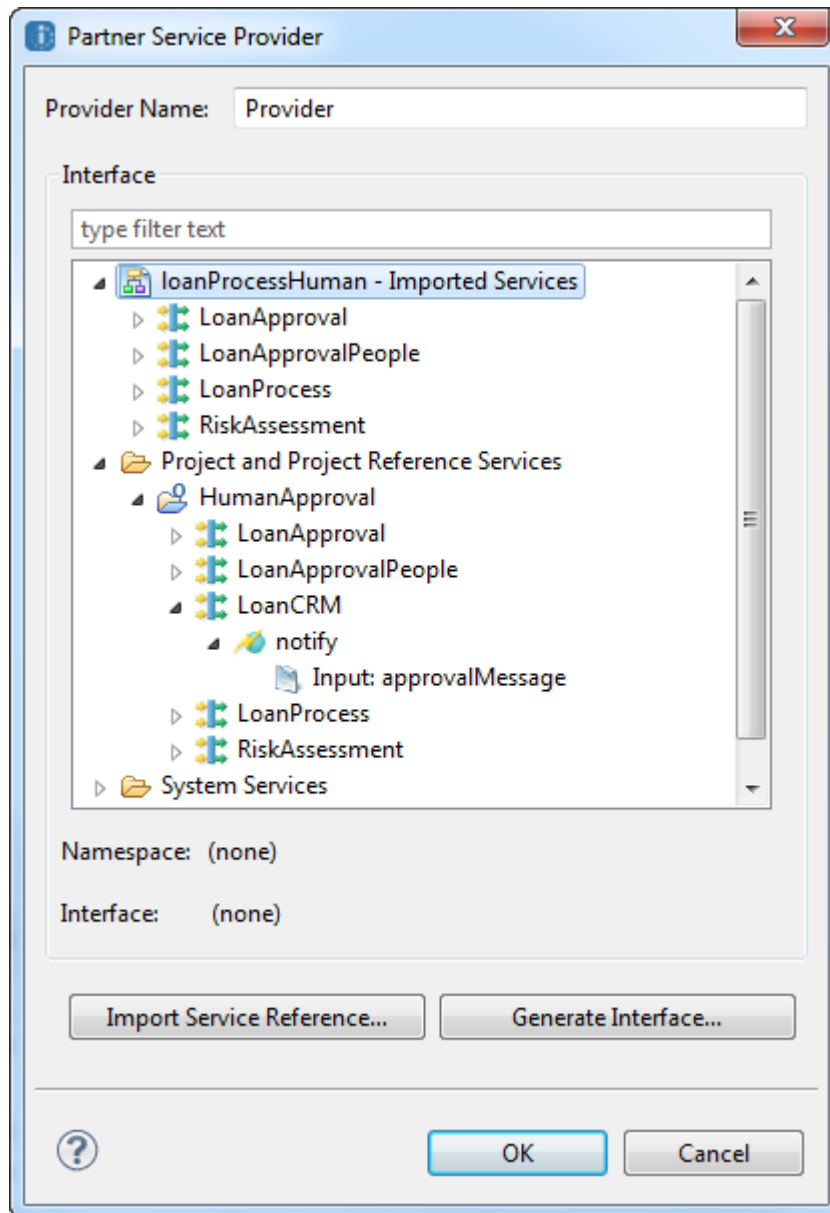 Partner Service Provider
Provider Name: Provider
Interface
type filter text
loanProcessHuman - Imported Services
LoanApproval
LoanApprovalPeople
LoanProcess
RiskAssessment
Project and Project Reference Services
HumanApproval
LoanApproval
LoanApprovalPeople
LoanCRM
notify
Input: approvalMessage
LoanProcess
RiskAssessment
System Services
Namespace: (none)
Interface: (none)
Import Service Reference... Generate Interface...
OK Cancel